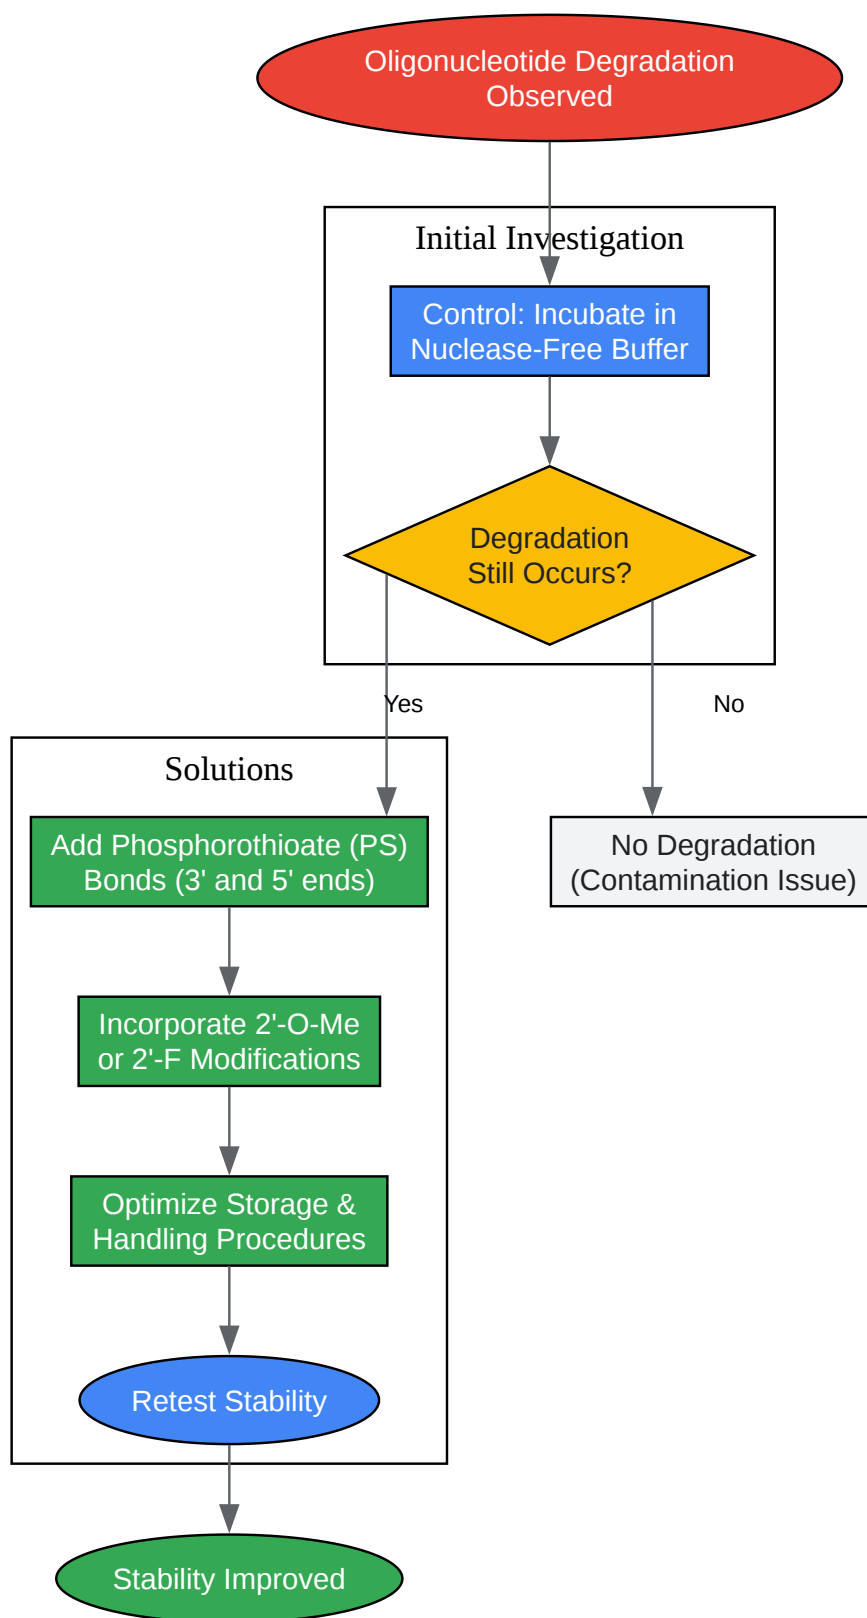 Oligonucleotide Degradation
Observed
Initial Investigation
Control: Incubate in
Nuclease-Free Buffer
Degradation
Still Occurs?
Yes
No
Solutions
Add Phosphorothioate (PS)
Bonds (3' and 5' ends)
No Degradation
(Contamination Issue)
Incorporate 2'-O-Me
or 2'-F Modifications
Optimize Storage &
Handling Procedures
Retest Stability
Stability Improved